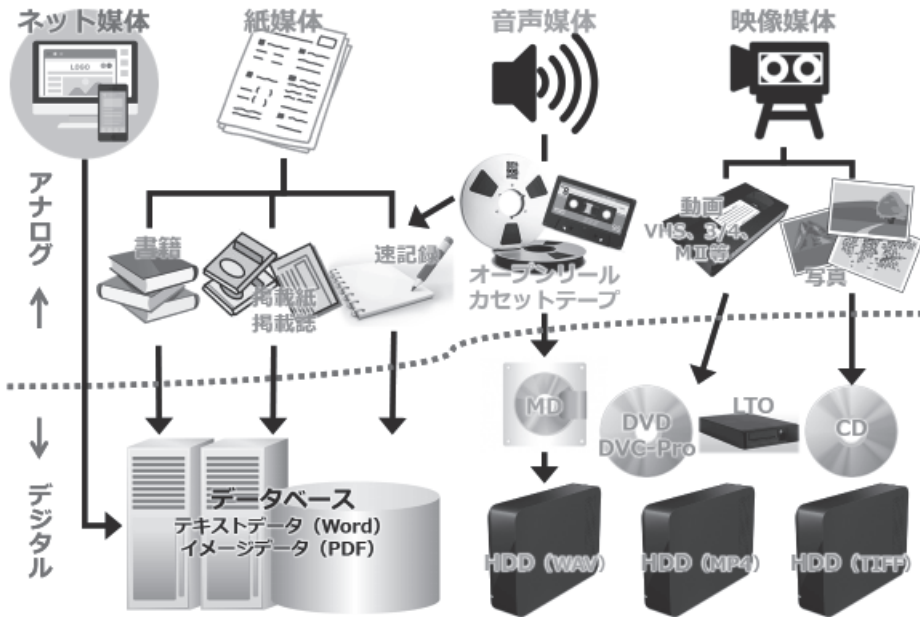 ネット媒体
紙媒体
音声媒体
映像媒体
LOGO
アナログ
書籍
掲載紙
掲載誌
速記録
オープンリール
カセットテープ
動画
VHS、3/4、
MⅡ等
写真
デジタル
MD
DVD
DVC-Pro
LTO
CD
データベース
テキストデータ（Word）
イメージデータ（PDF）
HDD（WAV）
HDD（MP4）
HDD（TIFF）